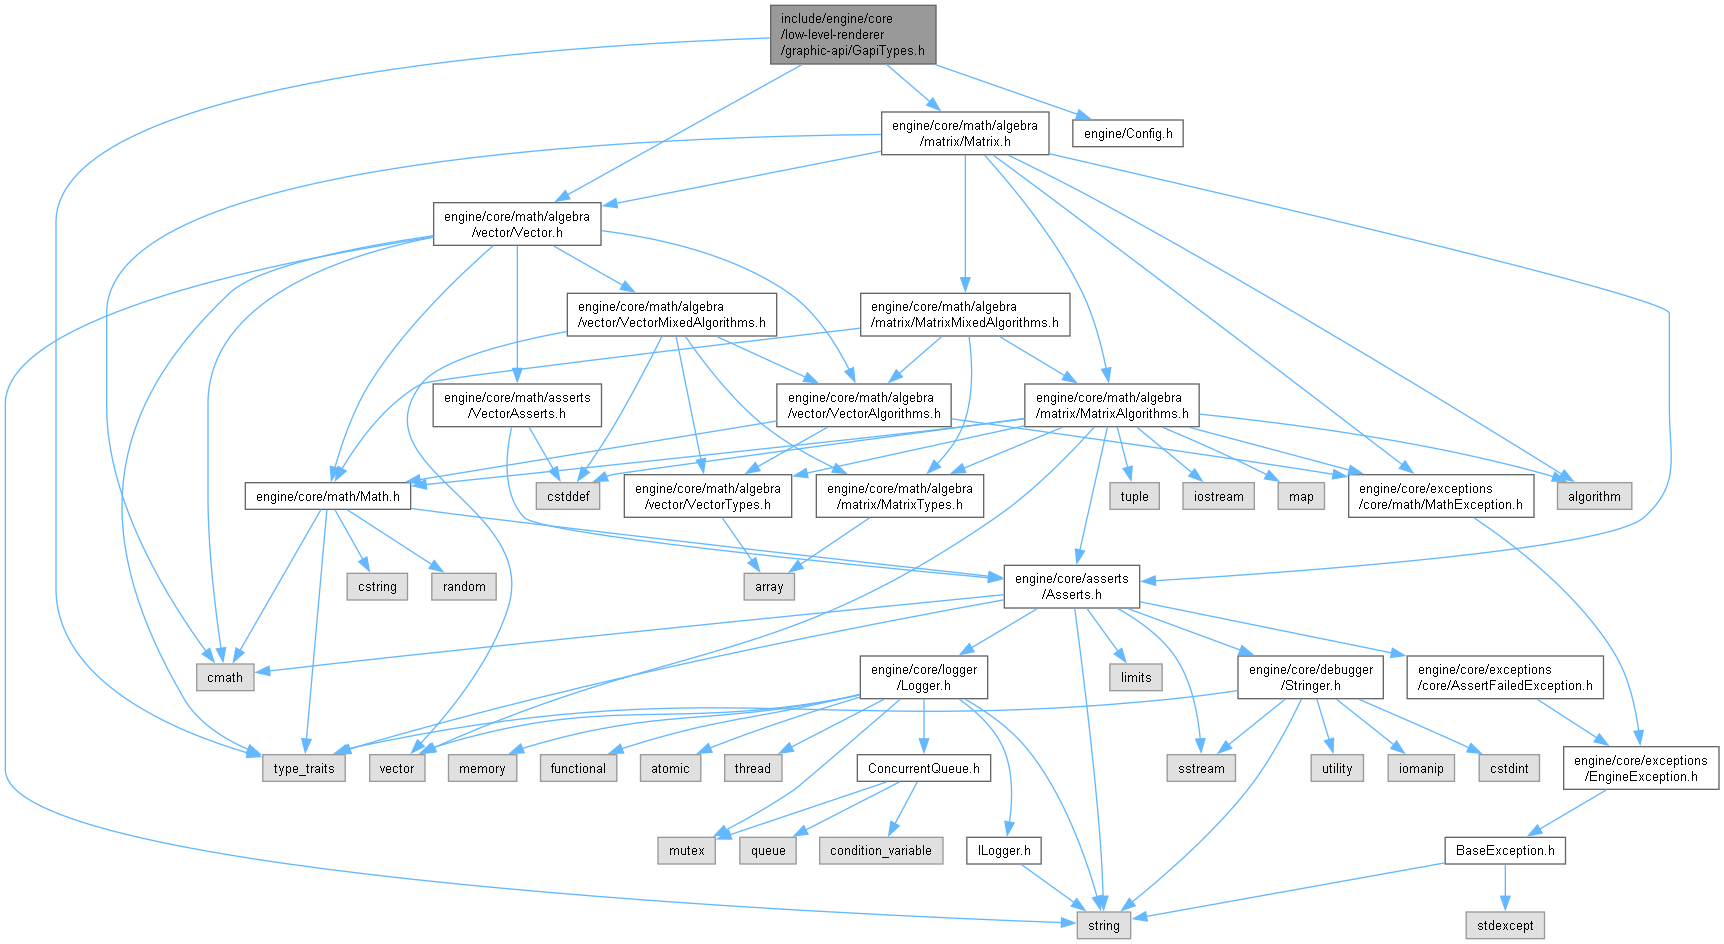 include/engine/core
/low-level-renderer
/graphic-api/GapiTypes.h
engine/core/math/algebra
/matrix/Matrix.h
engine/Config.h
engine/core/math/algebra
/vector/Vector.h
engine/core/math/algebra
/vector/VectorMixedAlgorithms.h
engine/core/math/algebra
/matrix/MatrixMixedAlgorithms.h
engine/core/math/asserts
/VectorAsserts.h
engine/core/math/algebra
/vector/VectorAlgorithms.h
engine/core/math/algebra
/matrix/MatrixAlgorithms.h
engine/core/math/Math.h
cstddef
engine/core/math/algebra
/vector/VectorTypes.h
engine/core/math/algebra
/matrix/MatrixTypes.h
tuple
iostream
map
engine/core/exceptions
/core/math/MathException.h
algorithm
cstring
random
array
engine/core/asserts
/Asserts.h
cmath
engine/core/logger
/Logger.h
limits
engine/core/debugger
/Stringer.h
engine/core/exceptions
/core/AssertFailedException.h
type_traits
vector
memory
functional
atomic
thread
ConcurrentQueue.h
sstream
utility
iomanip
cstdint
engine/core/exceptions
/EngineException.h
mutex
queue
condition_variable
ILogger.h
BaseException.h
string
stdexcept